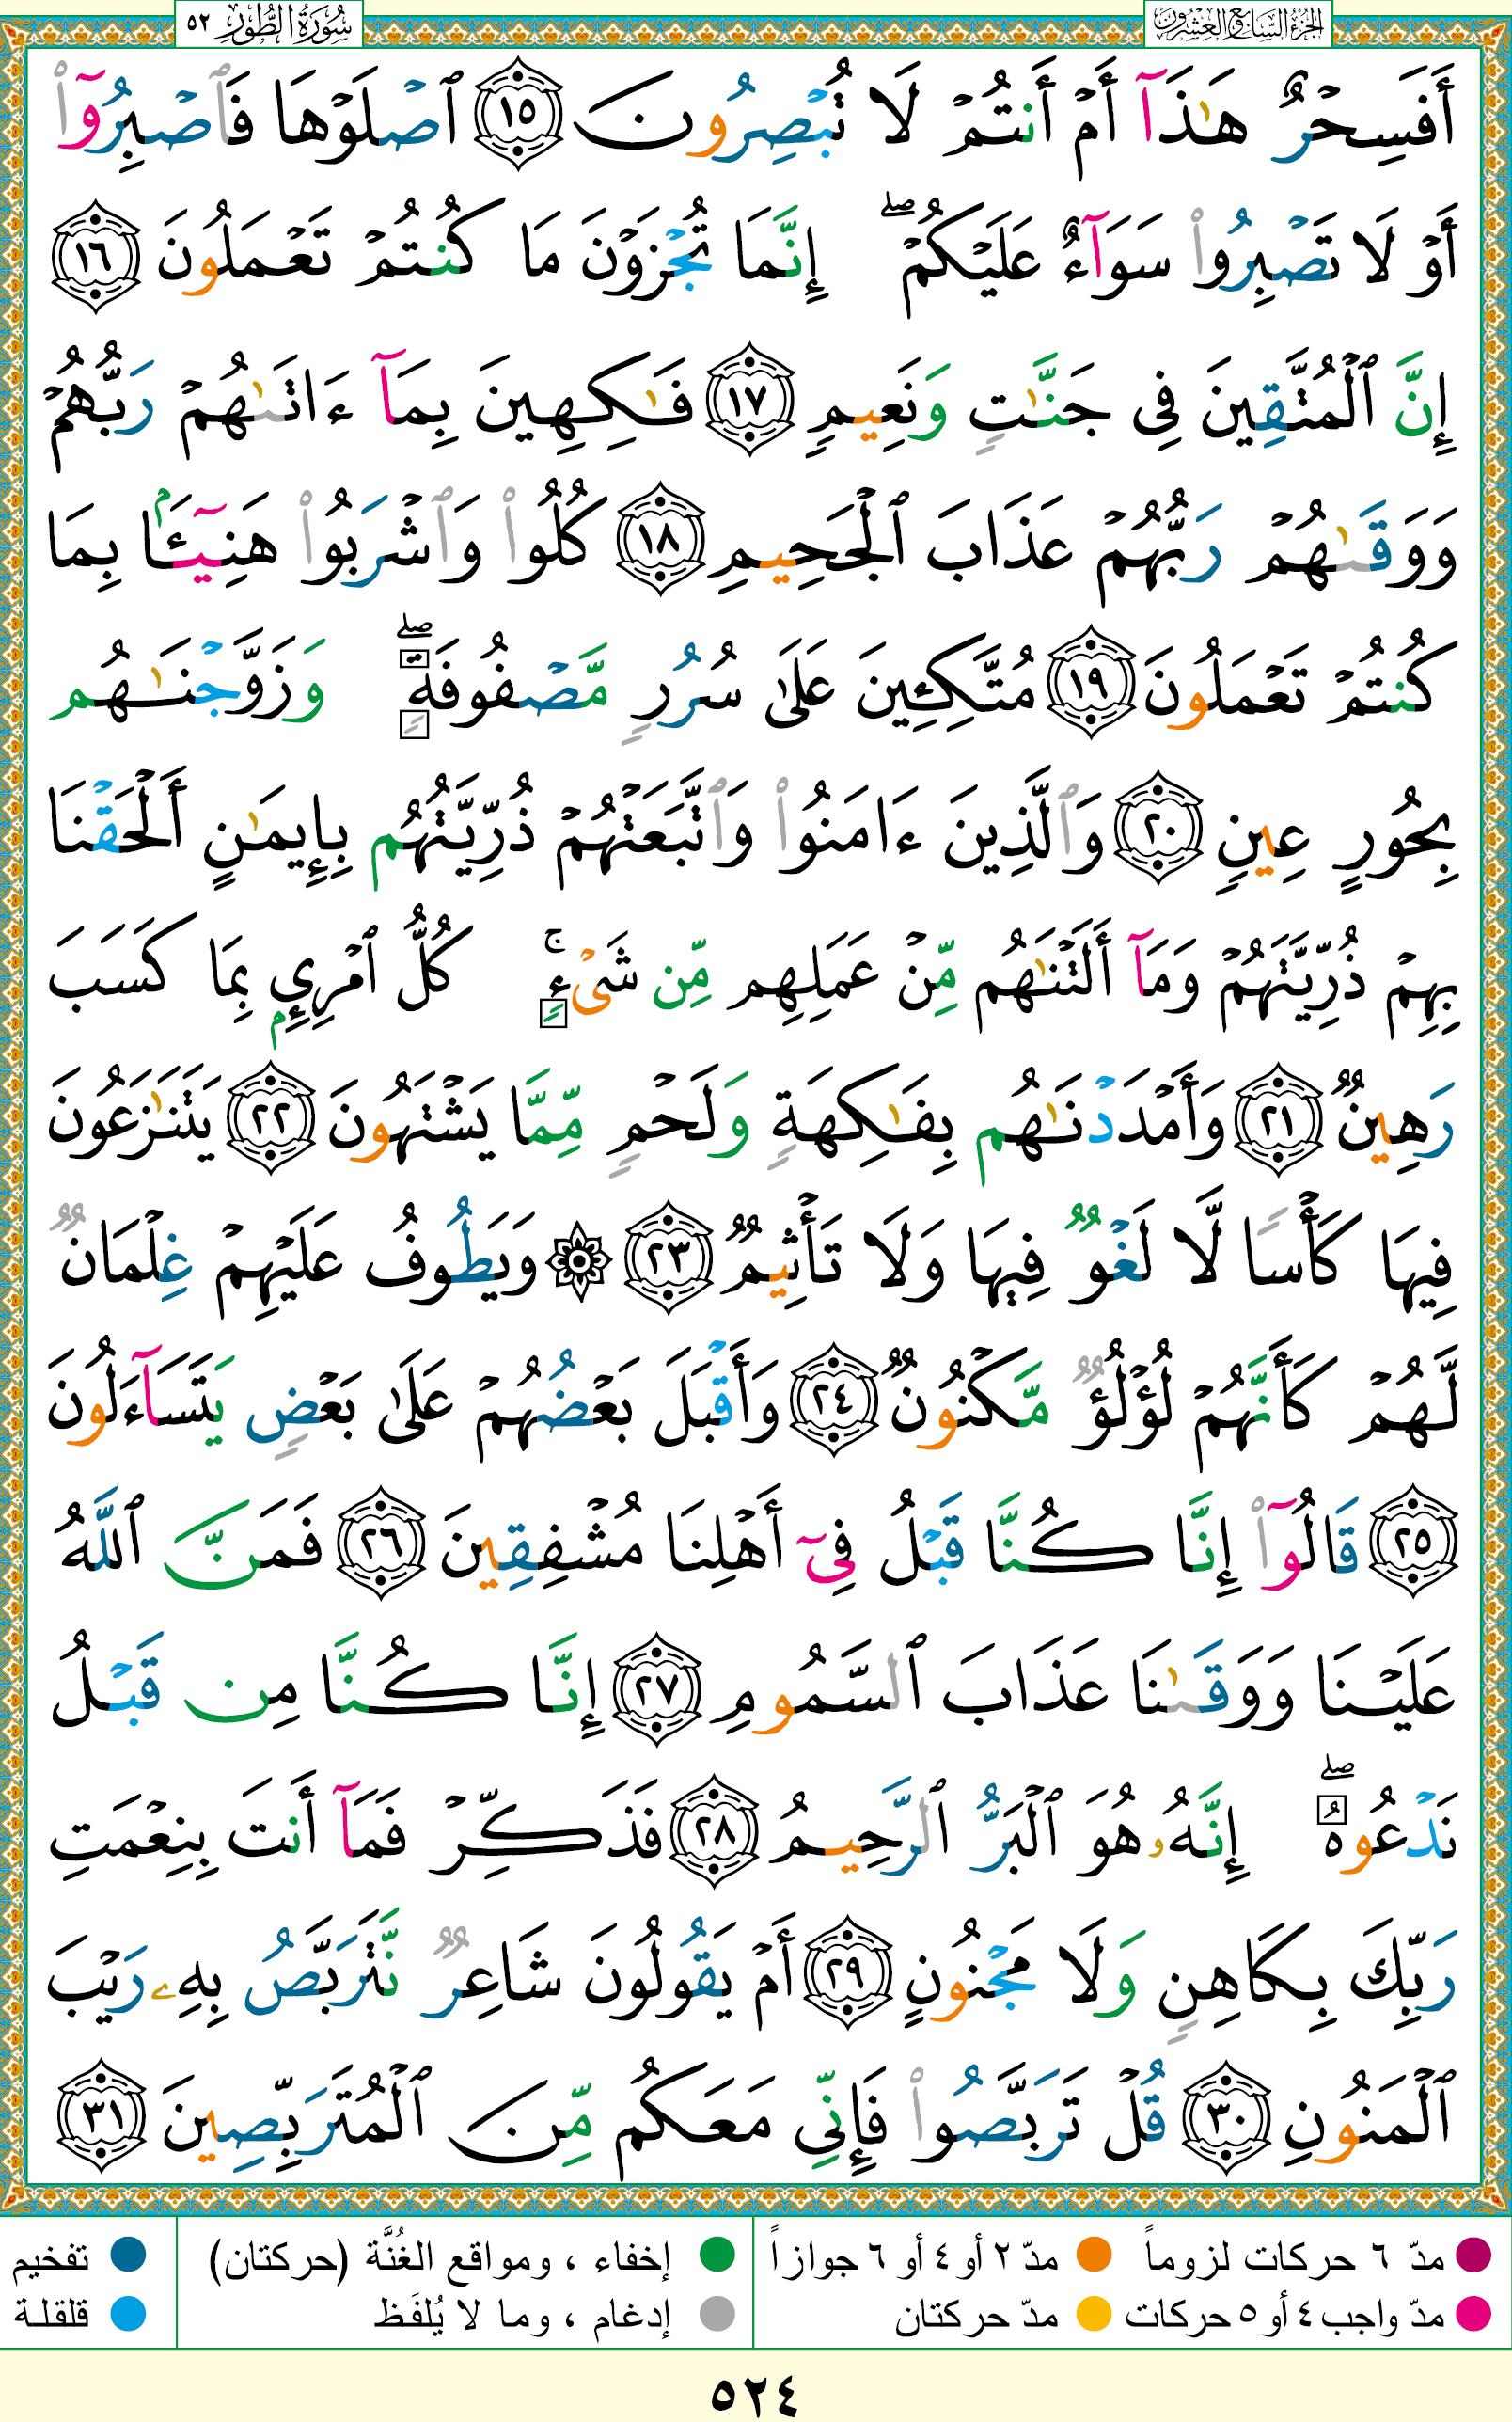 الجزء السابع والعشرون
سورة الطور ٥٢
أَفَسِحْرٌ هَٰذَآ أَمْ أَنتُمْ لَا تُبْصِرُونَ ١٥ ٱصْلَوْهَا فَٱصْبِرُوٓا۟
أَوْ لَا تَصْبِرُوا۟ سَوَآءٌ عَلَيْكُمْ ۖ إِنَّمَا تُجْزَوْنَ مَا كُنتُمْ تَعْمَلُونَ ١٦
إِنَّ ٱلْمُتَّقِينَ فِى جَنَّٰتٍ وَنَعِيمٍ ١٧ فَٰكِهِينَ بِمَآ ءَاتَىٰهُمْ رَبُّهُمْ
وَوَقَىٰهُمْ رَبُّهُمْ عَذَابَ ٱلْجَحِيمِ ١٨ كُلُوا۟ وَٱشْرَبُوا۟ هَنِيٓـًٔۢا بِمَا
كُنتُمْ تَعْمَلُونَ ١٩ مُتَّكِـِٔينَ عَلَىٰ سُرُرٍ مَّصْفُوفَةٍ ۖ وَزَوَّجْنَٰهُم
بِحُورٍ عِينٍ ٢٠ وَٱلَّذِينَ ءَامَنُوا۟ وَٱتَّبَعَتْهُمْ ذُرِّيَّتُهُم بِإِيمَٰنٍ أَلْحَقْنَا
بِهِمْ ذُرِّيَّتَهُمْ وَمَآ أَلَتْنَٰهُم مِّنْ عَمَلِهِم مِّن شَىْءٍ ۚ كُلُّ ٱمْرِئٍۭ بِمَا كَسَبَ
رَهِينٌ ٢١ وَأَمْدَدْنَٰهُم بِفَٰكِهَةٍ وَلَحْمٍ مِّمَّا يَشْتَهُونَ ٢٢ يَتَنَٰزَعُونَ
فِيهَا كَأْسًا لَّا لَغْوٌ فِيهَا وَلَا تَأْثِيمٌ ٢٣ ۞ وَيَطُوفُ عَلَيْهِمْ غِلْمَانٌ
لَّهُمْ كَأَنَّهُمْ لُؤْلُؤٌ مَّكْنُونٌ ٢٤ وَأَقْبَلَ بَعْضُهُمْ عَلَىٰ بَعْضٍ يَتَسَآءَلُونَ
٢٥ قَالُوٓا۟ إِنَّا كُنَّا قَبْلُ فِىٓ أَهْلِنَا مُشْفِقِينَ ٢٦ فَمَنَّ ٱللَّهُ
عَلَيْنَا وَوَقَىٰنَا عَذَابَ ٱلسَّمُومِ ٢٧ إِنَّا كُنَّا مِن قَبْلُ
نَدْعُوهُ ۖ إِنَّهُۥ هُوَ ٱلْبَرُّ ٱلرَّحِيمُ ٢٨ فَذَكِّرْ فَمَآ أَنتَ بِنِعْمَتِ
رَبِّكَ بِكَاهِنٍ وَلَا مَجْنُونٍ ٢٩ أَمْ يَقُولُونَ شَاعِرٌ نَّتَرَبَّصُ بِهِۦ رَيْبَ
ٱلْمَنُونِ ٣٠ قُلْ تَرَبَّصُوا۟ فَإِنِّى مَعَكُم مِّنَ ٱلْمُتَرَبِّصِينَ ٣١
مدّ ٦ حركات لزوماً مدّ ٢ أو ٤ أو ٦ جوازاً إخفاء ، ومواقع الغُنَّة (حركتان) تفخيم
مدّ واجب ٤ أو ٥ حركات مدّ حركتان إدغام ، وما لا يُلفَظ قلقلة
٥٢٤